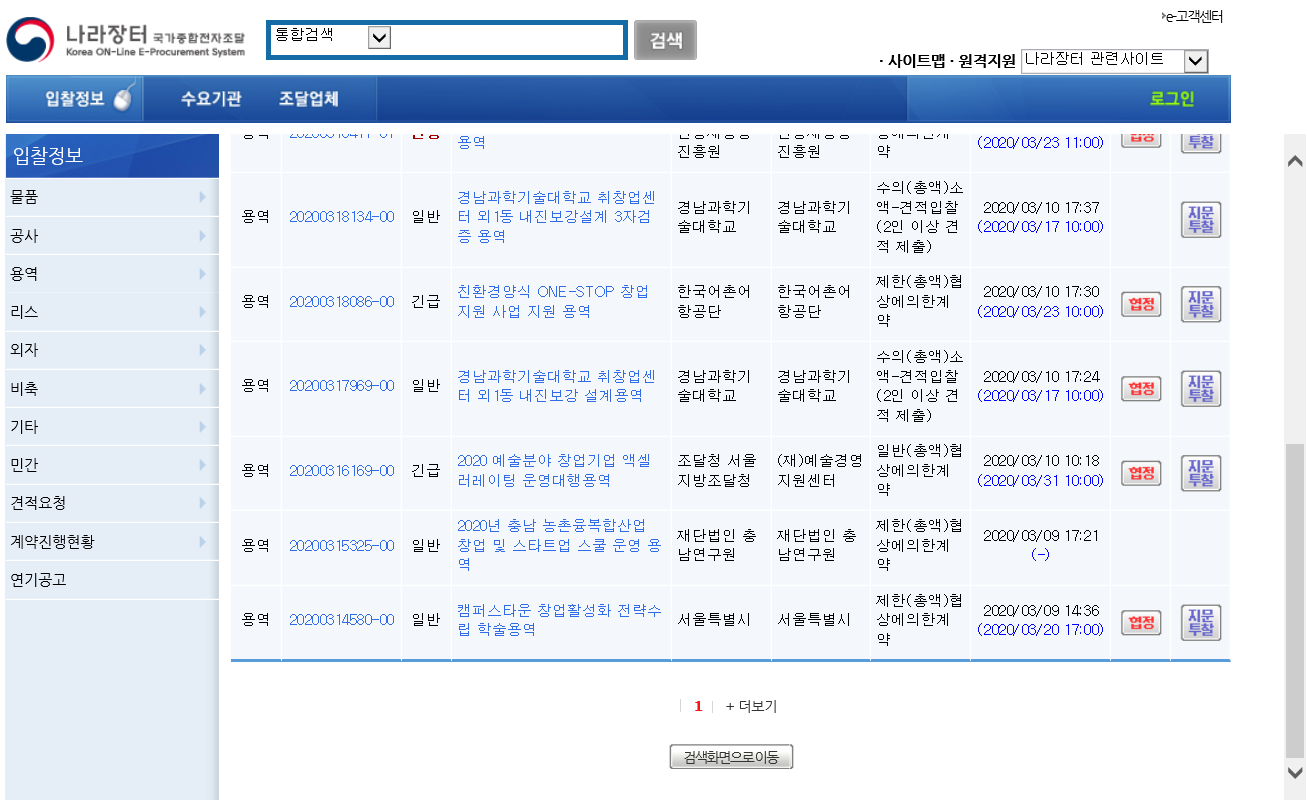 e-고객센터
나라장터 국가종합전자조달
Korea ON-Line E-Procurement System
통합검색
검색
· 사이트맵 · 원격지원 나라장터 관련사이트
입찰정보 수요기관 조달업체 로그인
입찰정보
물품
공사
용역
리스
외자
비축
기타
민간
견적요청
계약진행현황
연기공고
용역
진흥원
진흥원
약
(2020/03/23 11:00)
협정
투찰
용역
20200318134-00
일반
경남과학기술대학교 취창업센
터 외1동 내진보강설계 3자검
증 용역
경남과학기
술대학교
경남과학기
술대학교
수의(총액)소
액-견적입찰
(2인 이상 견
적 제출)
2020/03/10 17:37
(2020/03/17 10:00)
지문
투찰
용역
20200318086-00
긴급
친환경양식 ONE-STOP 창업
지원 사업 지원 용역
한국어촌어
항공단
한국어촌어
항공단
제한(총액)협
상에의한계
약
2020/03/10 17:30
(2020/03/23 10:00)
협정
지문
투찰
용역
20200317969-00
일반
경남과학기술대학교 취창업센
터 외1동 내진보강 설계용역
경남과학기
술대학교
경남과학기
술대학교
수의(총액)소
액-견적입찰
(2인 이상 견
적 제출)
2020/03/10 17:24
(2020/03/17 10:00)
협정
지문
투찰
용역
20200316169-00
긴급
2020 예술분야 창업기업 액셀
러레이팅 운영대행용역
조달청 서울
지방조달청
(재)예술경영
지원센터
일반(총액)협
상에의한계
약
2020/03/10 10:18
(2020/03/31 10:00)
협정
지문
투찰
용역
20200315325-00
일반
2020년 충남 농촌융복합산업
창업 및 스타트업 스쿨 운영 용
역
재단법인 충
남연구원
재단법인 충
남연구원
제한(총액)협
상에의한계
약
2020/03/09 17:21
(-)
용역
20200314580-00
일반
캠퍼스타운 창업활성화 전략수
립 학술용역
서울특별시
서울특별시
제한(총액)협
상에의한계
약
2020/03/09 14:36
(2020/03/20 17:00)
협정
지문
투찰
1 + 더보기
검색화면으로이동